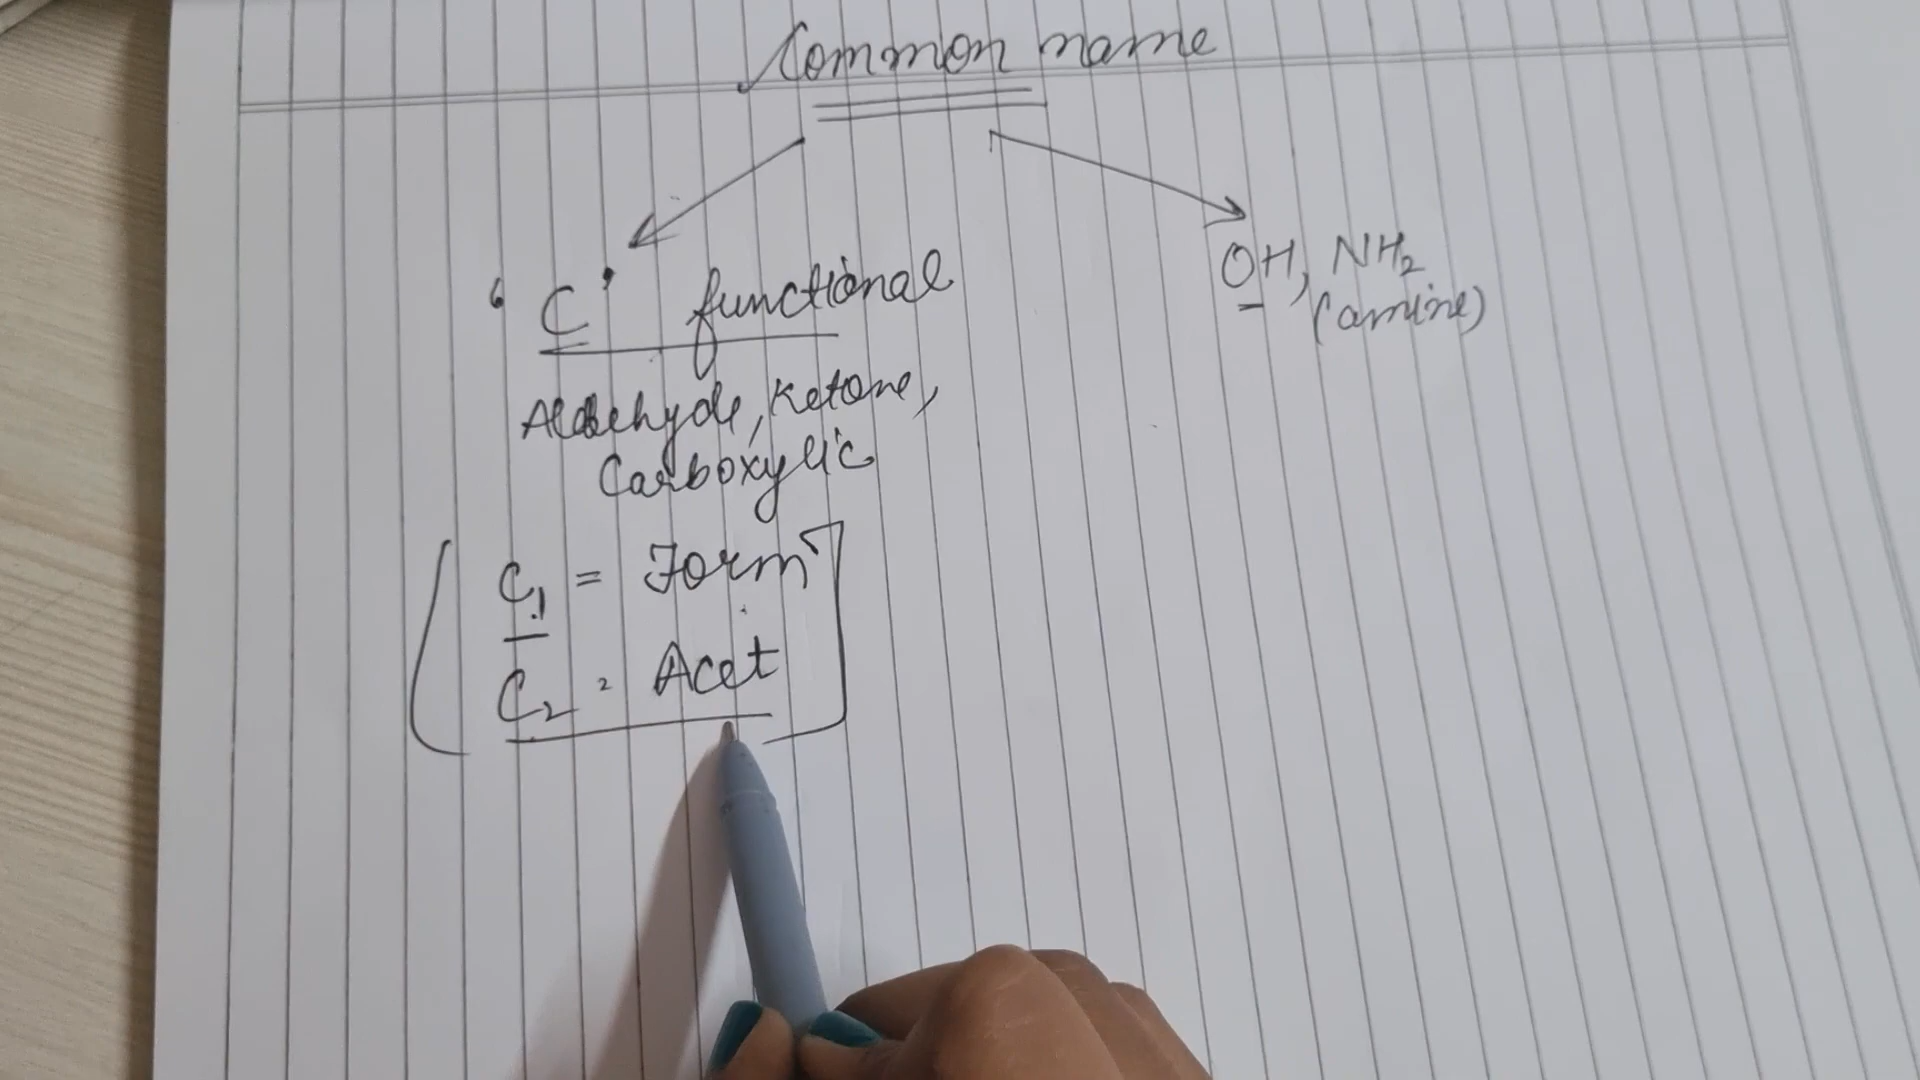 Common name
'C' functional
Aldehyde, Ketone,
Carboxylic
C1 = Form
C2 = Acet
OH, NH2
(amine)